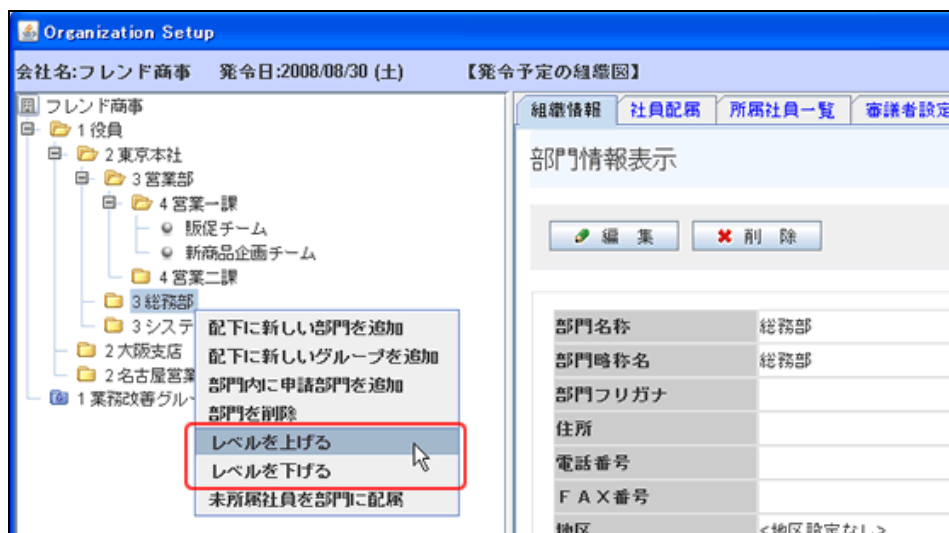 Organization Setup
会社名:フレンド商事 発令日:2008/08/30 (土) 【発令予定の組織図】
フレンド商事
1 役員
2 東京本社
3 営業部
4 営業一課
販促チーム
新商品企画チーム
4 営業二課
3 総務部
3 システ
2 大阪支店
2 名古屋営業
1 業務改善グル
配下に新しい部門を追加
配下に新しいグループを追加
部門内に申請部門を追加
部門を削除
レベルを上げる
レベルを下げる
未所属社員を部門に配属
組織情報 社員配属 所属社員一覧 審議者設定
部門情報表示
編 集 削 除
部門名称 総務部
部門略称名 総務部
部門フリガナ
住所
電話番号
ＦＡＸ番号
地区 <地区設定なし>